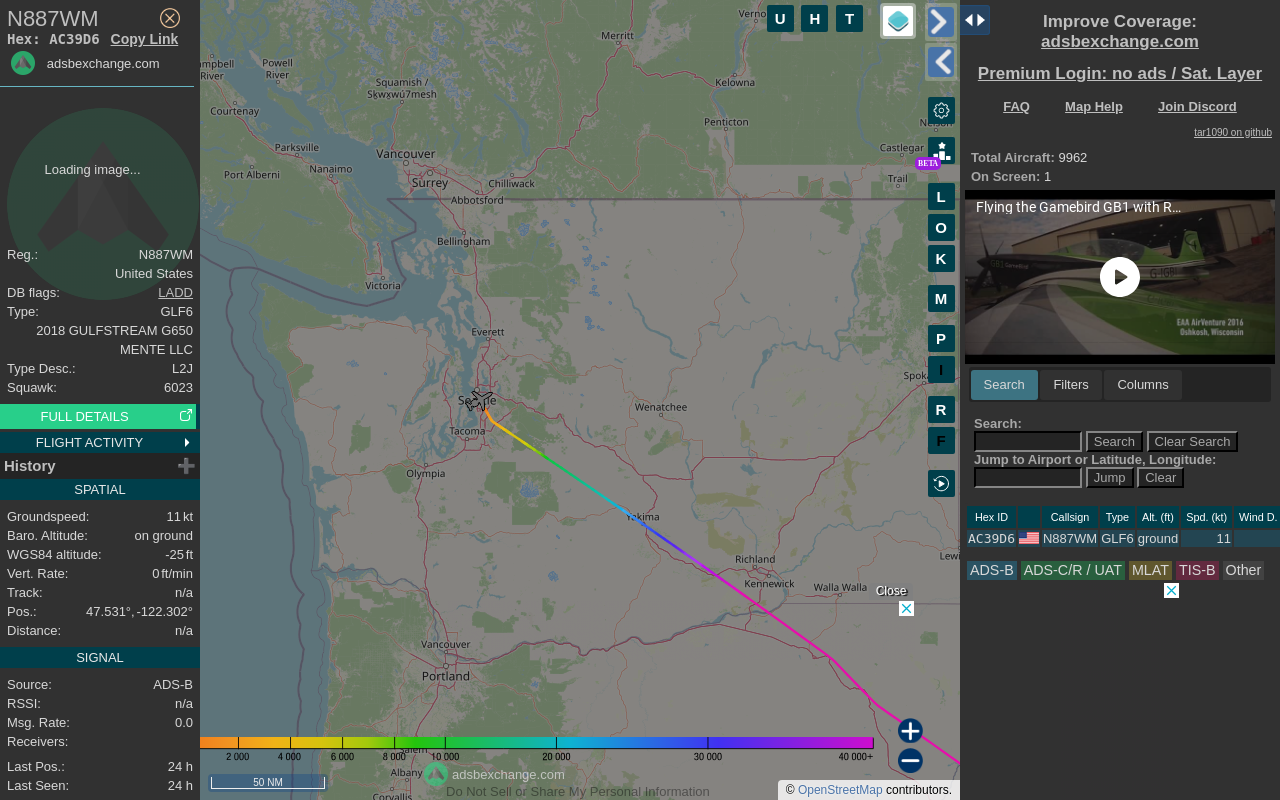 N887WM
Hex: AC39D6 Copy Link
adsbexchange.com
Loading image...
Reg.: N887WM
United States
DB flags: LADD
Type: GLF6
2018 GULFSTREAM G650
MENTE LLC
Type Desc.: L2J
Squawk: 6023
FULL DETAILS
FLIGHT ACTIVITY
History
SPATIAL
Groundspeed: 11 kt
Baro. Altitude: on ground
WGS84 altitude: -25 ft
Vert. Rate: 0 ft/min
Track: n/a
Pos.: 47.531°, -122.302°
Distance: n/a
SIGNAL
Source: ADS-B
RSSI: n/a
Msg. Rate: 0.0
Receivers:
Last Pos.: 24 h
Last Seen: 24 h
U H T
Merritt
Powell
River
River
Squamish /
Sḵwx̱wú7mesh
Kelowna
Courtenay
Penticton
Parksville
Vancouver
Nanaimo
Castlegar
Port Alberni
Surrey
Chilliwack
Trail
Abbotsford
Bellingham
Victoria
Everett
Wenatchee
Tacoma
Olympia
Yakima
Richland
Kennewick
Walla Walla
Vancouver
Portland
Albany
Corvallis
BETA
L
O
K
M
P
I
R
F
Close
2 000 4 000 6 000 8 000 10 000 20 000 30 000 40 000+
50 NM
adsbexchange.com
Do Not Sell or Share My Personal Information
© OpenStreetMap contributors.
Improve Coverage:
adsbexchange.com
Premium Login: no ads / Sat. Layer
FAQ Map Help Join Discord
tar1090 on github
Total Aircraft: 9962
On Screen: 1
Flying the Gamebird GB1 with R...
EAA AirVenture 2016
Oshkosh, Wisconsin
Search Filters Columns
Search:
Search Clear Search
Jump to Airport or Latitude, Longitude:
Jump Clear
Hex ID Callsign Type Alt. (ft) Spd. (kt) Wind D.
AC39D6 N887WM GLF6 ground 11
ADS-B ADS-C/R / UAT MLAT TIS-B Other